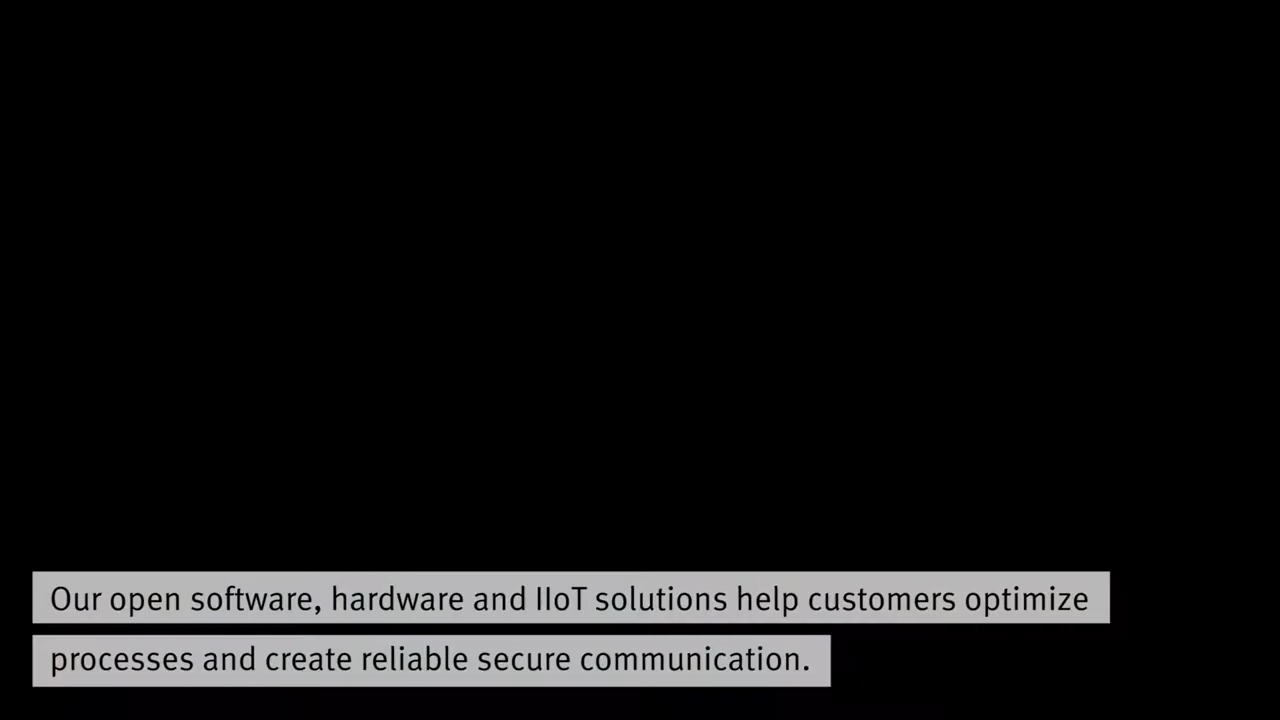 Our open software, hardware and IIoT solutions help customers optimize
processes and create reliable secure communication.